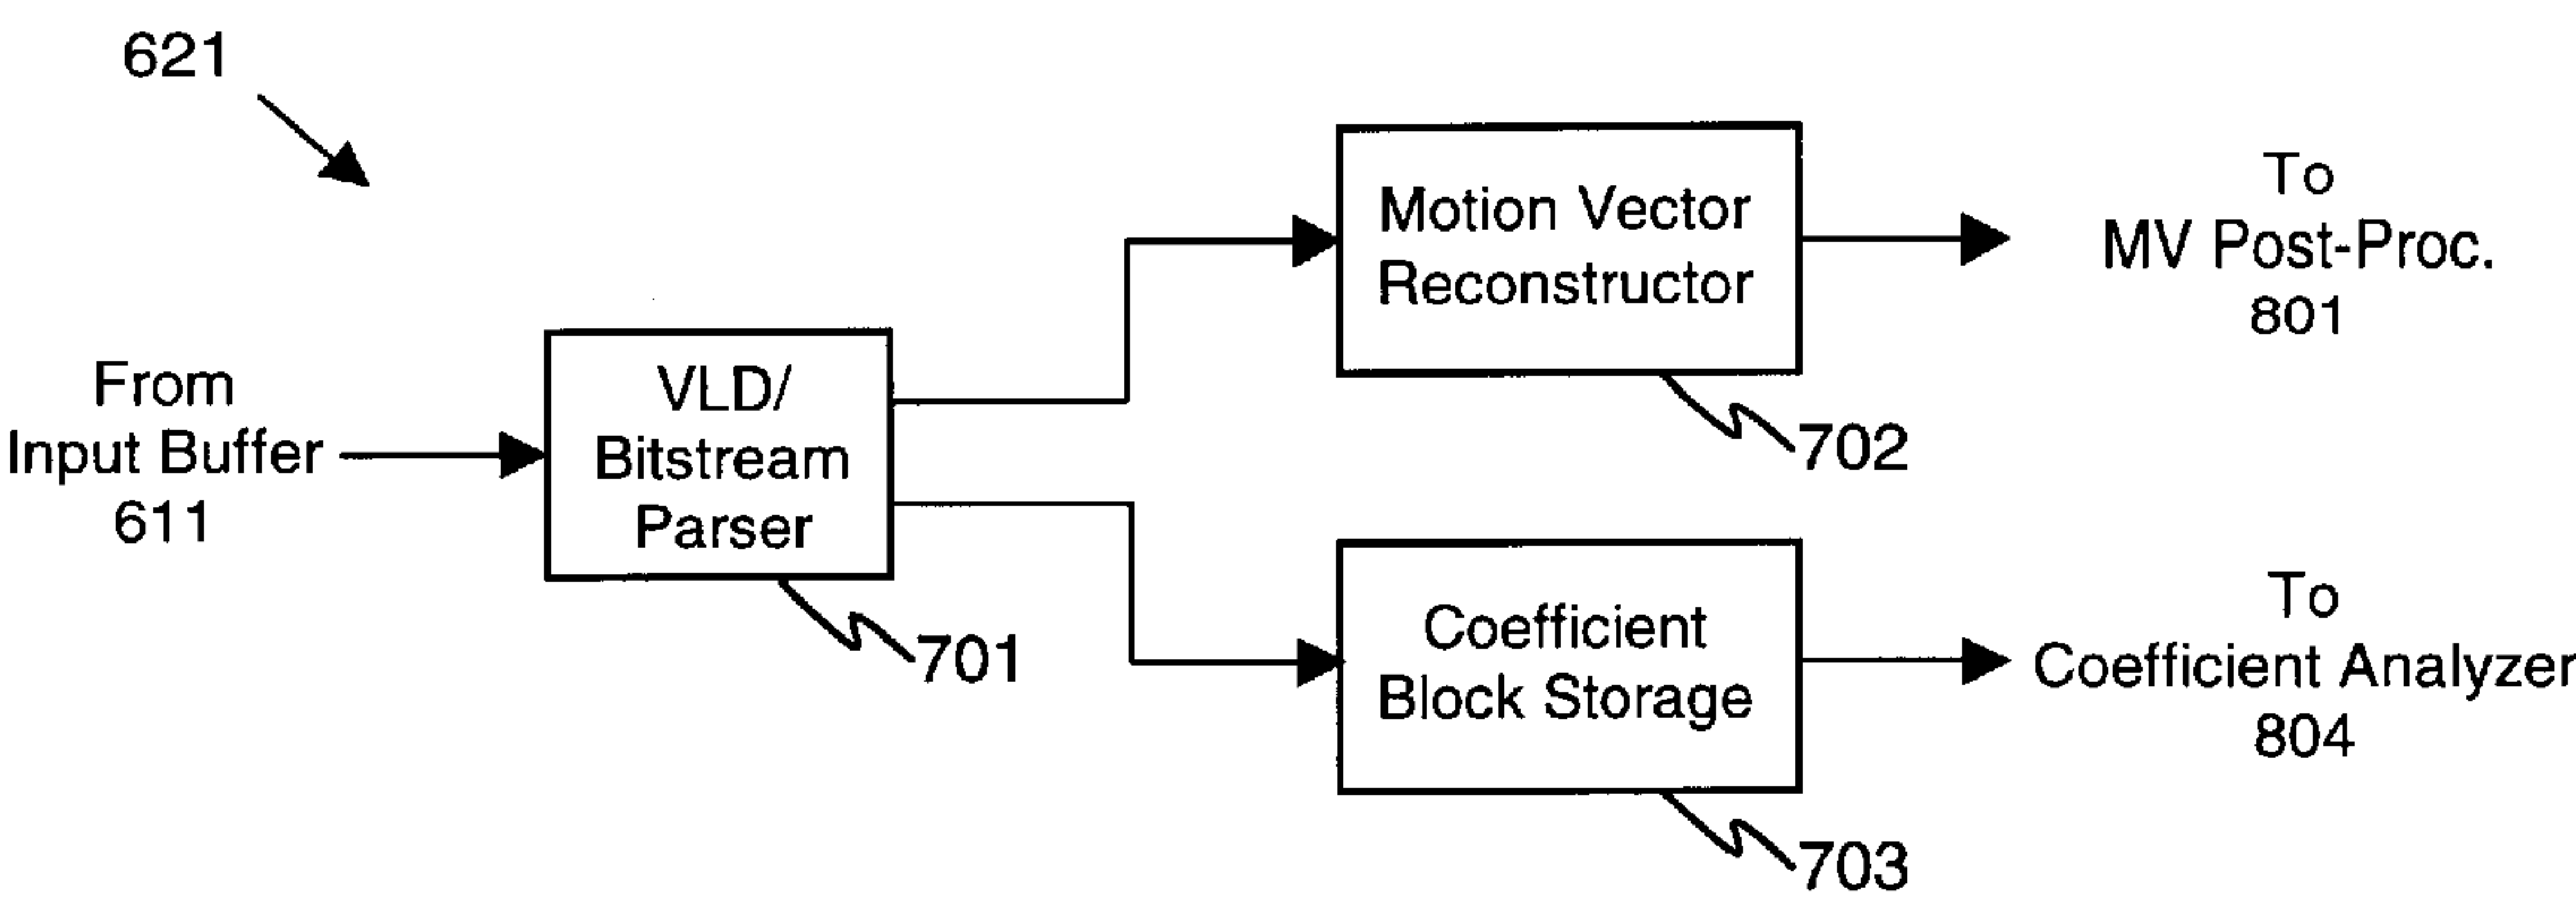 621
From
Input Buffer
611
VLD/
Bitstream
Parser
701
Motion Vector
Reconstructor
702
To
MV Post-Proc.
801
Coefficient
Block Storage
703
To
Coefficient Analyzer
804